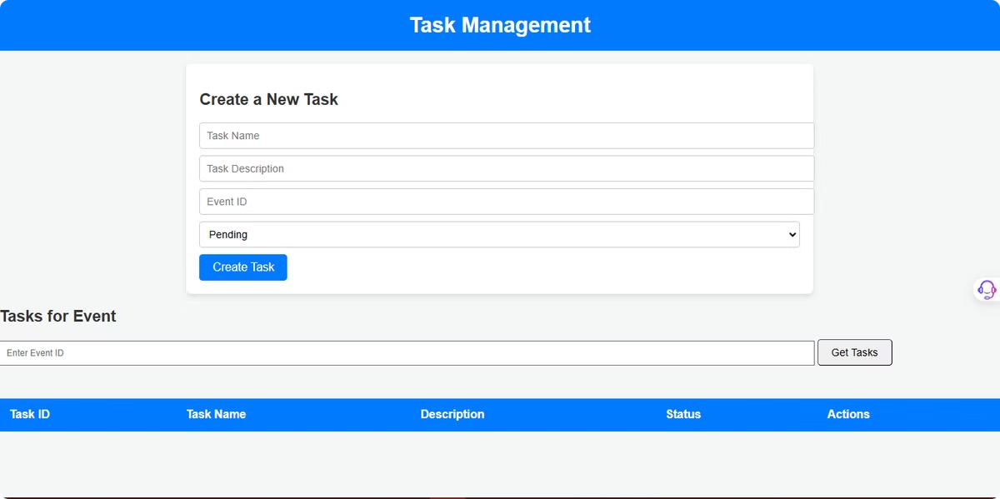 Task Management
Create a New Task
Task Name
Task Description
Event ID
Pending
Create Task
Tasks for Event
Enter Event ID Get Tasks
Task ID Task Name Description Status Actions